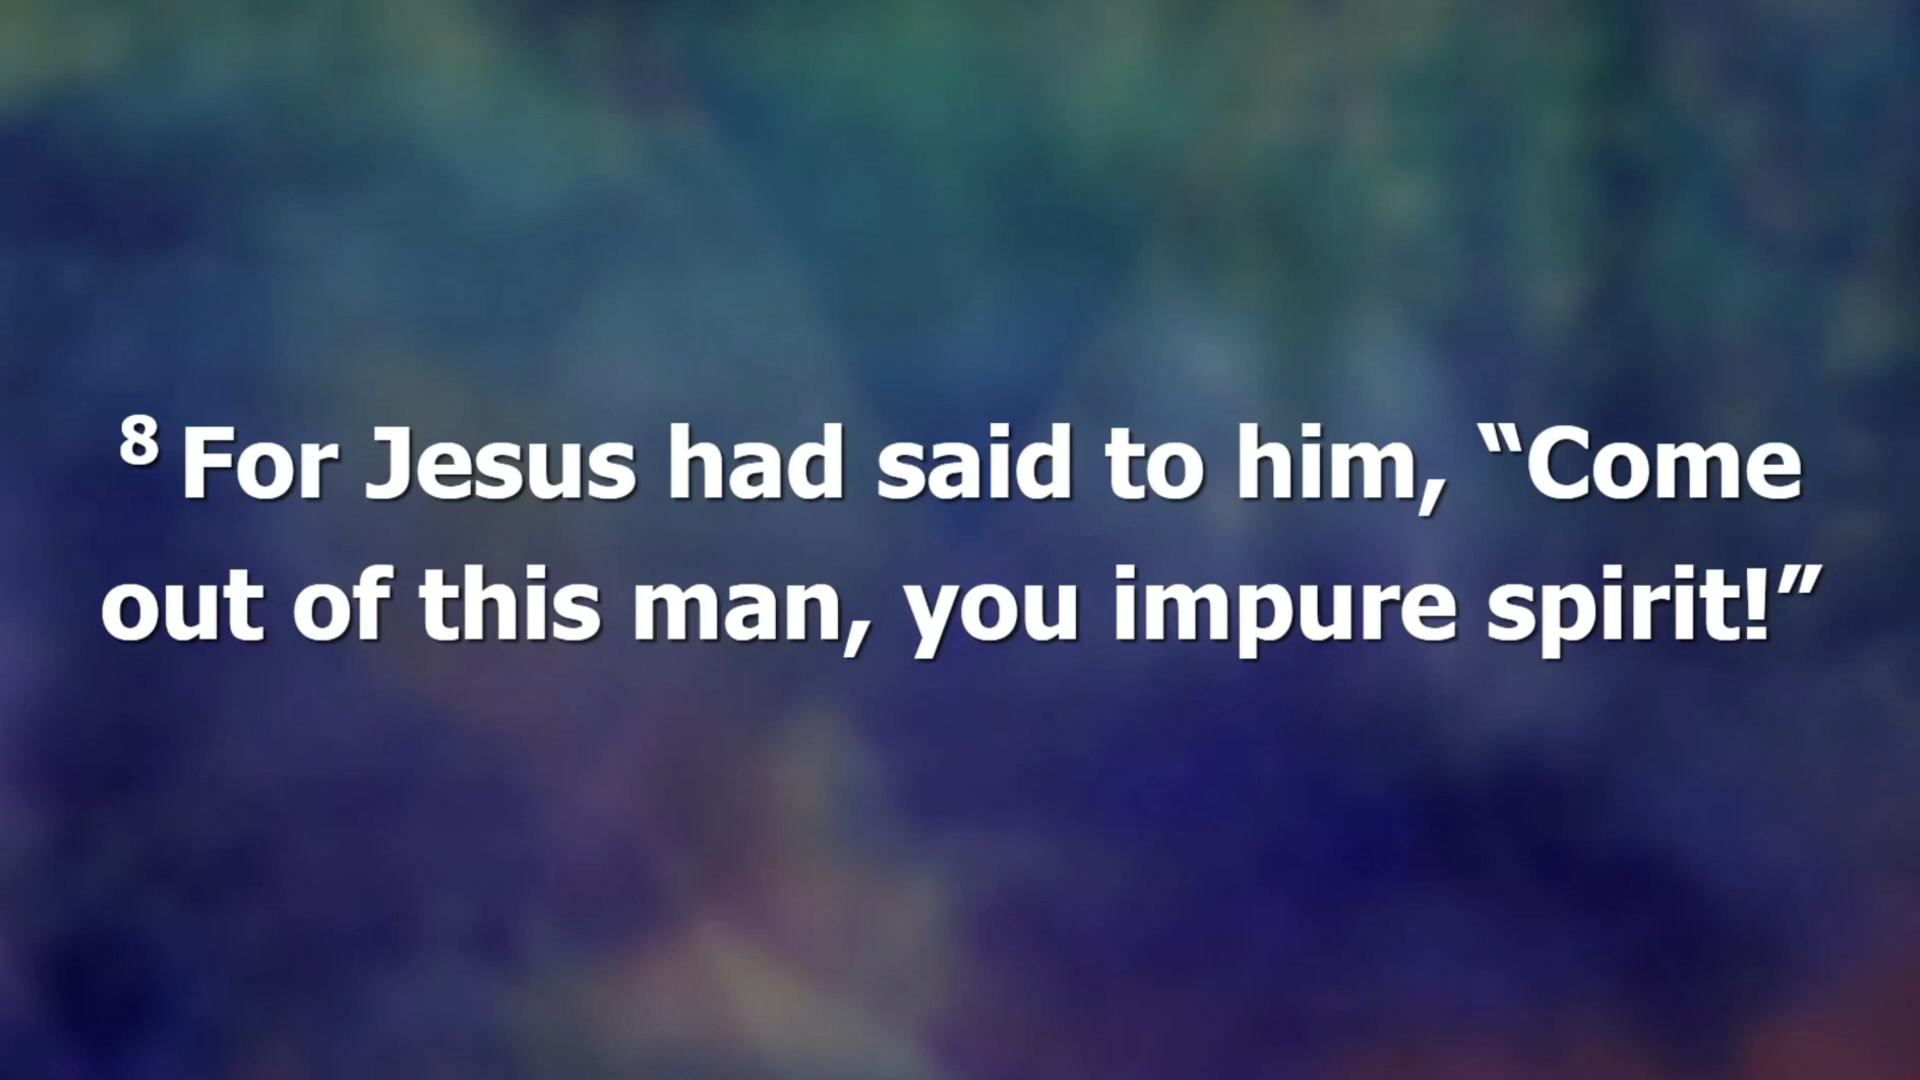 8 For Jesus had said to him, “Come
out of this man, you impure spirit!”